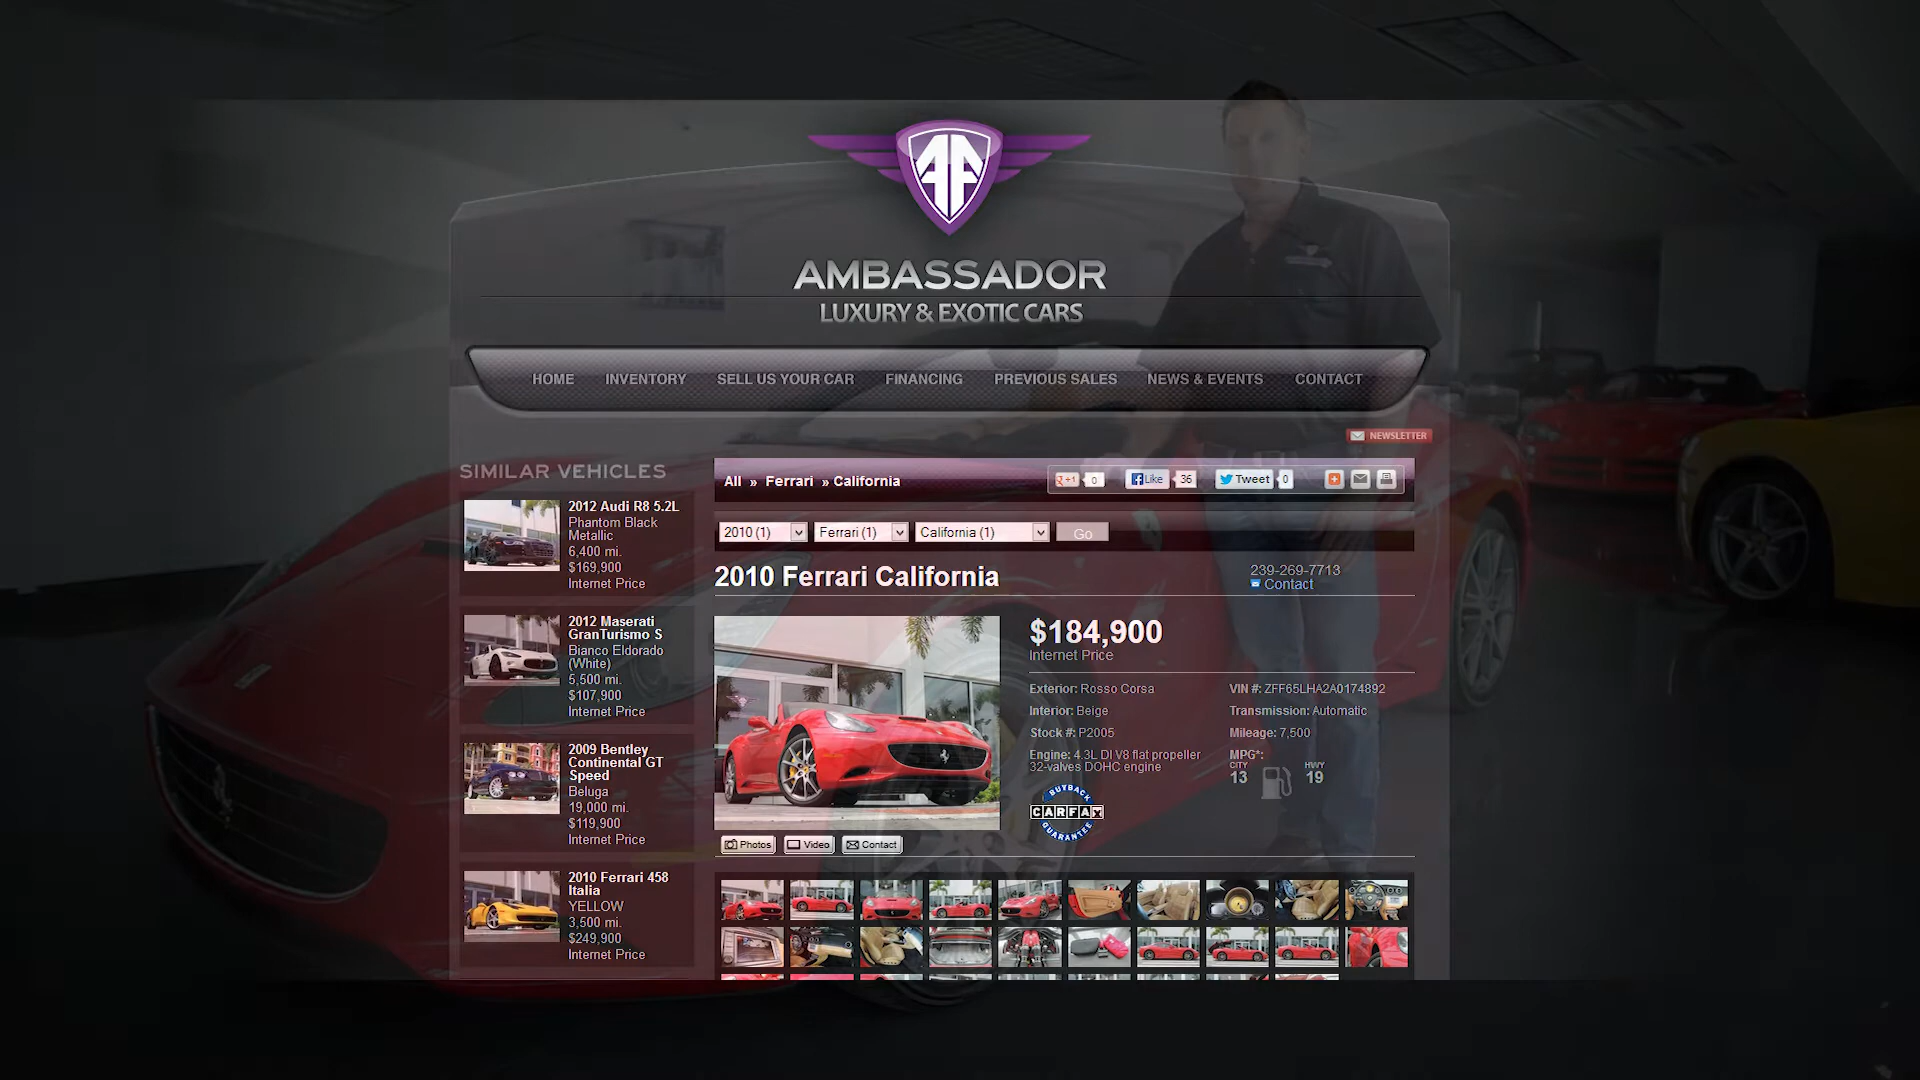 AMBASSADOR
LUXURY & EXOTIC CARS
HOME INVENTORY SELL US YOUR CAR FINANCING PREVIOUS SALES NEWS & EVENTS CONTACT
NEWSLETTER
SIMILAR VEHICLES
2012 Audi R8 5.2L
Phantom Black
Metallic
6,400 mi.
$169,900
Internet Price
2012 Maserati
GranTurismo S
Bianco Eldorado
(White)
5,500 mi.
$107,900
Internet Price
2009 Bentley
Continental GT
Speed
Beluga
19,000 mi.
$119,900
Internet Price
2010 Ferrari 458
Italia
YELLOW
3,500 mi.
$249,900
Internet Price
All » Ferrari » California
+1 0 Like 36 Tweet 0
2010 (1) Ferrari (1) California (1) Go
2010 Ferrari California
239-269-7713
Contact
$184,900
Internet Price
Exterior: Rosso Corsa
Interior: Beige
Stock #: P2005
Engine: 4.3L DI V8 flat propeller
32-valves DOHC engine
VIN #: ZFF65LHA2A0174892
Transmission: Automatic
Mileage: 7,500
MPG*:
CITY HWY
13 19
BUYBACK
CARFAX
GUARANTEE
Photos Video Contact